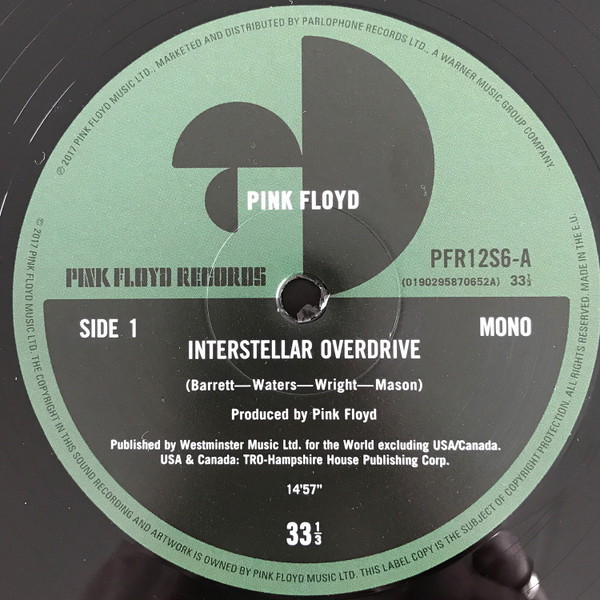 ℗ 2017 PINK FLOYD MUSIC LTD., MARKETED AND DISTRIBUTED BY PARLOPHONE RECORDS LTD., A WARNER MUSIC GROUP COMPANY.
PINK FLOYD
PINK FLOYD RECORDS
PFR12S6-A
(0190295870652A) 33⅓
SIDE 1
MONO
INTERSTELLAR OVERDRIVE
(Barrett—Waters—Wright—Mason)
Produced by Pink Floyd
Published by Westminster Music Ltd. for the World excluding USA/Canada.
USA & Canada: TRO-Hampshire House Publishing Corp.
14'57"
33⅓
© 2017 PINK FLOYD MUSIC LTD. THE COPYRIGHT IN THIS SOUND RECORDING AND ARTWORK IS OWNED BY PINK FLOYD MUSIC LTD. THIS LABEL COPY IS THE SUBJECT OF COPYRIGHT PROTECTION. ALL RIGHTS RESERVED. MADE IN THE E.U.